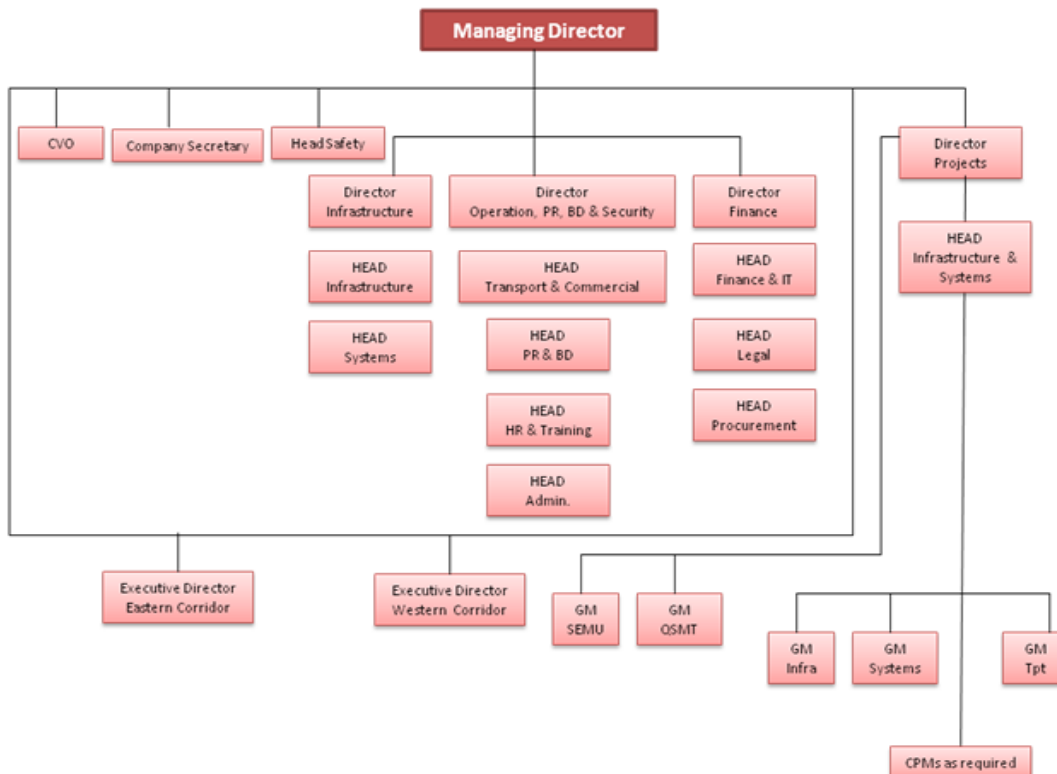 Managing Director
CVO
Company Secretary
Head Safety
Director
Projects
Director
Infrastructure
Director
Operation, PR, BD & Security
Director
Finance
HEAD
Infrastructure &
Systems
HEAD
Infrastructure
HEAD
Transport & Commercial
HEAD
Finance & IT
HEAD
Systems
HEAD
PR & BD
HEAD
Legal
HEAD
HR & Training
HEAD
Procurement
HEAD
Admin.
Executive Director
Eastern Corridor
Executive Director
Western Corridor
GM
SEMU
GM
QSMT
GM
Infra
GM
Systems
GM
Tpt
CPMs as required